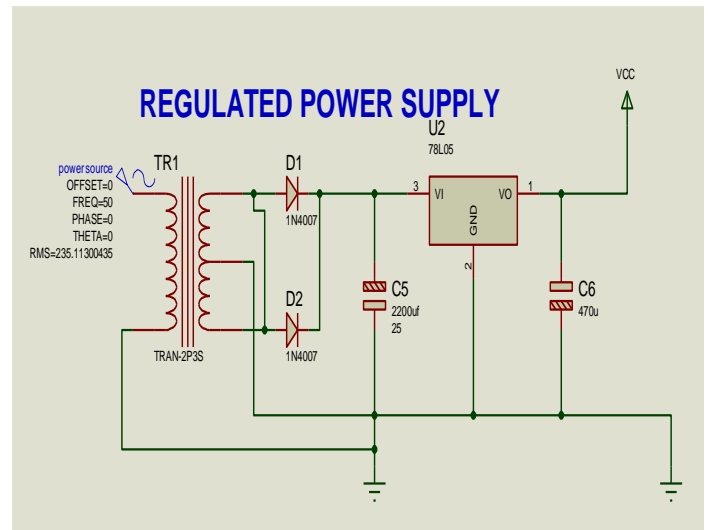 REGULATED POWER SUPPLY
VCC
U2
78L05
powersource
OFFSET=0
FREQ=50
PHASE=0
THETA=0
RMS=235.11300435
TR1
TRAN-2P3S
D1
1N4007
3
VI
VO
1
GND
2
D2
1N4007
C5
2200uf
25
C6
470u